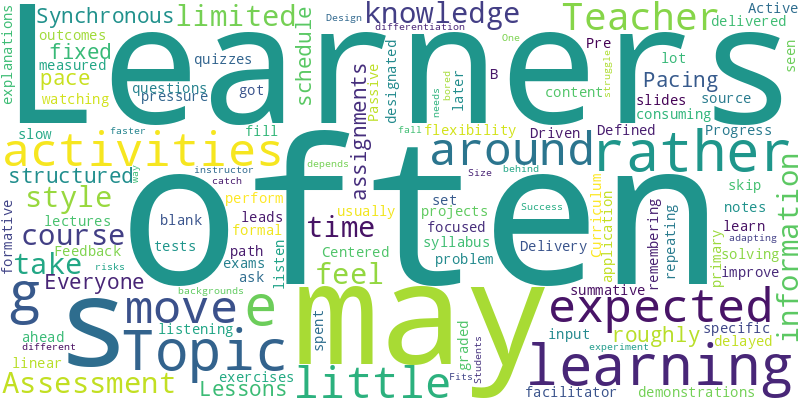 Learners
often
may
s
g
e
activities
around
rather
learning
expected
Topic
move
little
Teacher
knowledge
limited
Synchronous
fixed
pace
outcomes
measured
watching
pressure
questions
quizzes
got
explanations
schedule
assignments
Passive
designated
Design
differentiation
One
Pre
B
later
needs
bored
content
struggle
Active
delivered
lot
seen
Pacing
slides
source
consuming
Progress
Defined
Driven
flexibility
fill
slow
faster
structured
style
lectures
Feedback
formative
course
take
Everyone
ahead
different
linear
Assessment
risks
backgrounds
listening
Lessons
exercises
instructor
catch
way
blank
tests
perform
formal
leads
path
exams
ask
listen
time
feel
Centered
usually
depends
set
projects
focused
syllabus
problem
fall
behind
Size
Delivery
Success
Curriculum
application
remembering
repeating
primary
skip
notes
learn
adapting
solving
improve
information
summative
input
roughly
specific
delayed
experiment
facilitator
demonstrations
spent
graded
Fits
Students